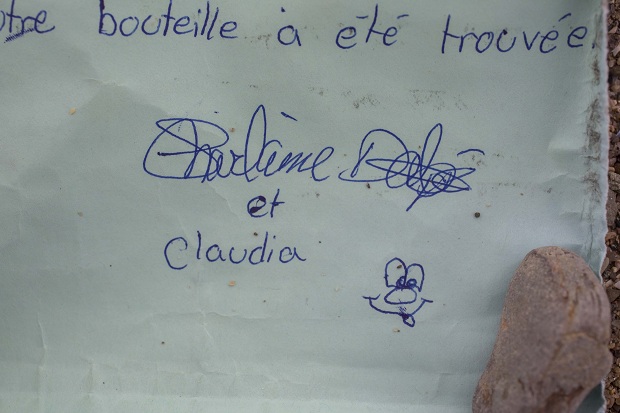 otre bouteille a été trouvée
et
Claudia